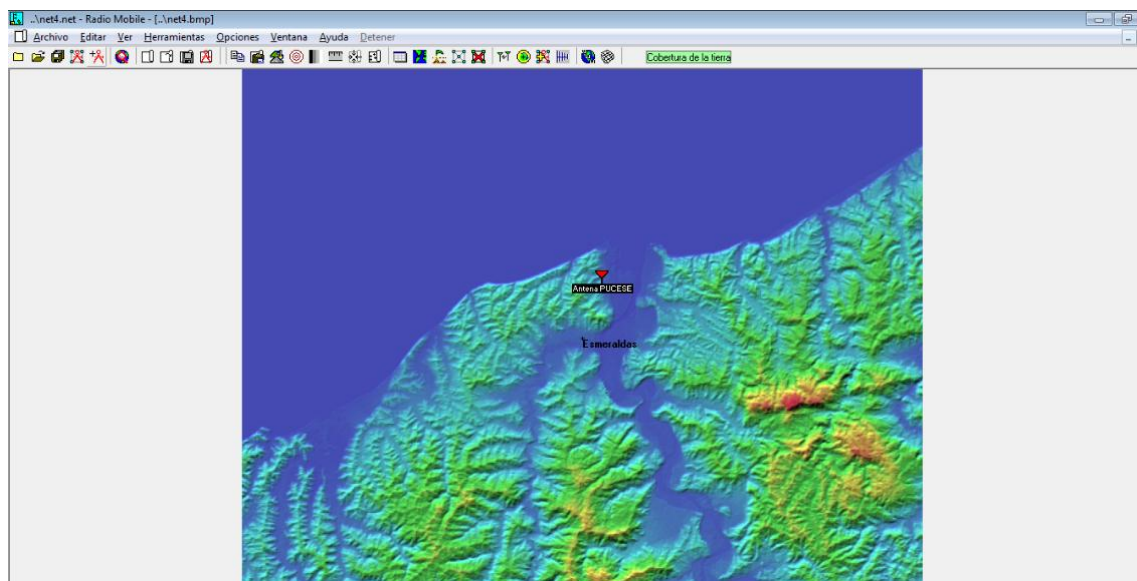 ..\net4.net - Radio Mobile - [..\net4.bmp]
Archivo Editar Ver Herramientas Opciones Ventana Ayuda Detener
Cobertura de la tierra
Antena PUCESE
Esmeraldas